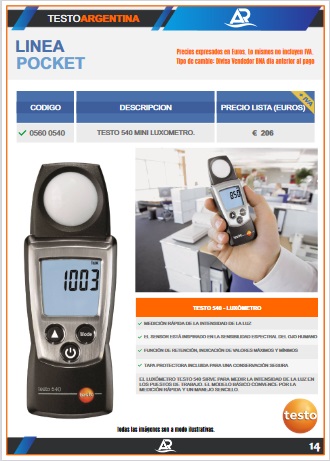 TESTOARGENTINA
AR
LINEA
POCKET
Precios expresados en Euros. Lo mismos no incluyen IVA.
Tipo de cambio: Divisa Vendedor BNA día anterior al pago
+ IVA
CODIGO DESCRIPCION PRECIO LISTA (EUROS)
0560 0540 TESTO 540 MINI LUXOMETRO. € 206
1003
Mode
testo 540
testo
TESTO 540 - LUXÓMETRO
MEDICIÓN RÁPIDA DE LA INTENSIDAD DE LA LUZ
EL SENSOR ESTÁ INSPIRADO EN LA SENSIBILIDAD ESPECTRAL DEL OJO HUMANO
FUNCIÓN DE RETENCIÓN, INDICACIÓN DE VALORES MÁXIMOS Y MÍNIMOS
TAPA PROTECTORA INCLUIDA PARA UNA CONSERVACIÓN SEGURA
EL LUXÓMETRO TESTO 540 SIRVE PARA MEDIR LA INTENSIDAD DE LA LUZ EN
LOS PUESTOS DE TRABAJO. EL MODELO BÁSICO CONVENCE POR LA
MEDICIÓN RÁPIDA Y UN MANEJO SENCILLO.
testo
Todas las imágenes son a modo ilustrativas.
AR
14